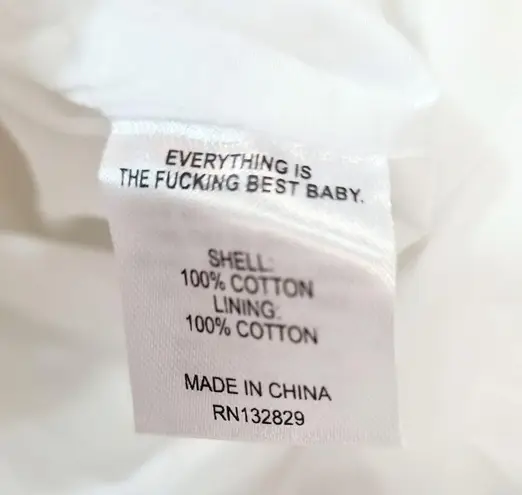 EVERYTHING IS
THE FUCKING BEST BABY.
SHELL:
100% COTTON
LINING:
100% COTTON
MADE IN CHINA
RN132829